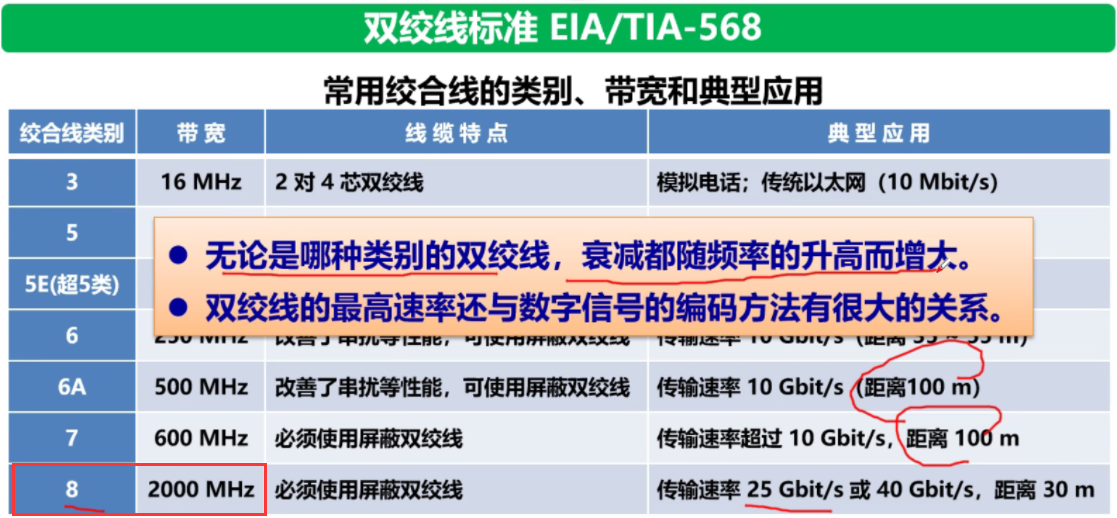 双绞线标准 EIA/TIA-568
常用绞合线的类别、带宽和典型应用
绞合线类别 带宽 线缆特点 典型应用
3 16 MHz 2 对 4 芯双绞线 模拟电话；传统以太网（10 Mbit/s）
5
● 无论是哪种类别的双绞线，衰减都随频率的升高而增大。
5E(超5类)
● 双绞线的最高速率还与数字信号的编码方法有很大的关系。
6 250 MHz 改善了串扰等性能，可使用屏蔽双绞线 传输速率 10 Gbit/s（距离 35 ~ 55 m）
6A 500 MHz 改善了串扰等性能，可使用屏蔽双绞线 传输速率 10 Gbit/s（距离100 m）
7 600 MHz 必须使用屏蔽双绞线 传输速率超过 10 Gbit/s，距离 100 m
8 2000 MHz 必须使用屏蔽双绞线 传输速率 25 Gbit/s 或 40 Gbit/s，距离 30 m